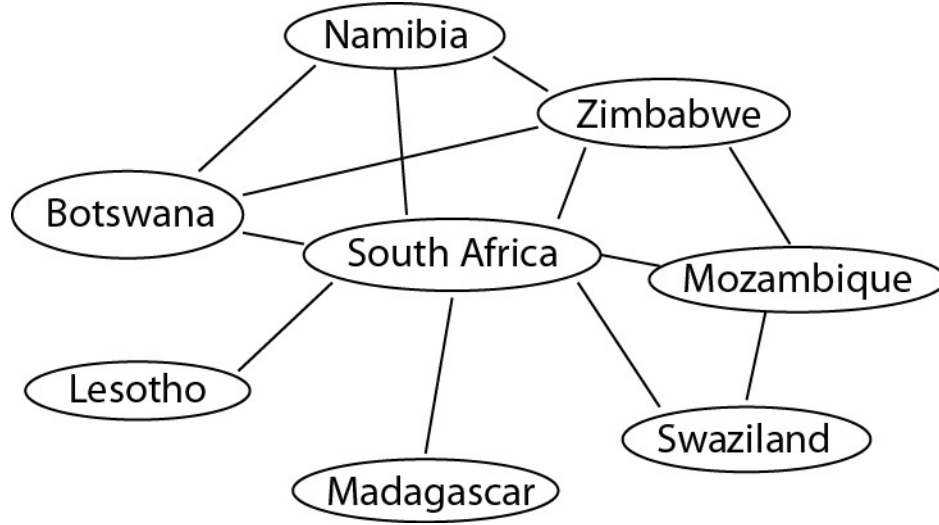 Namibia
Zimbabwe
Botswana
South Africa
Mozambique
Lesotho
Swaziland
Madagascar